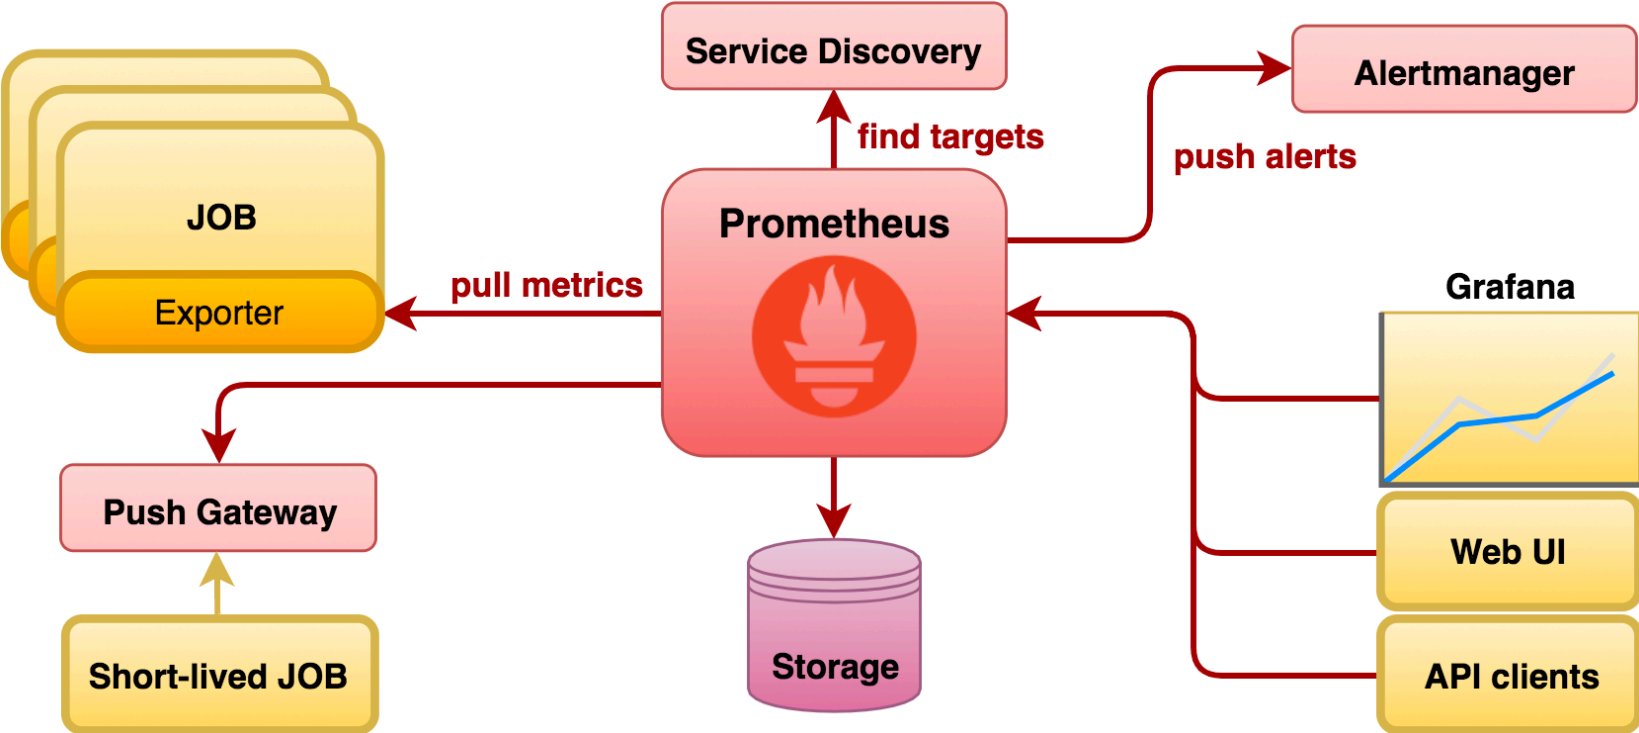 Service Discovery
Alertmanager
find targets
push alerts
JOB
Prometheus
pull metrics
Exporter
Grafana
Push Gateway
Web UI
Short-lived JOB
Storage
API clients